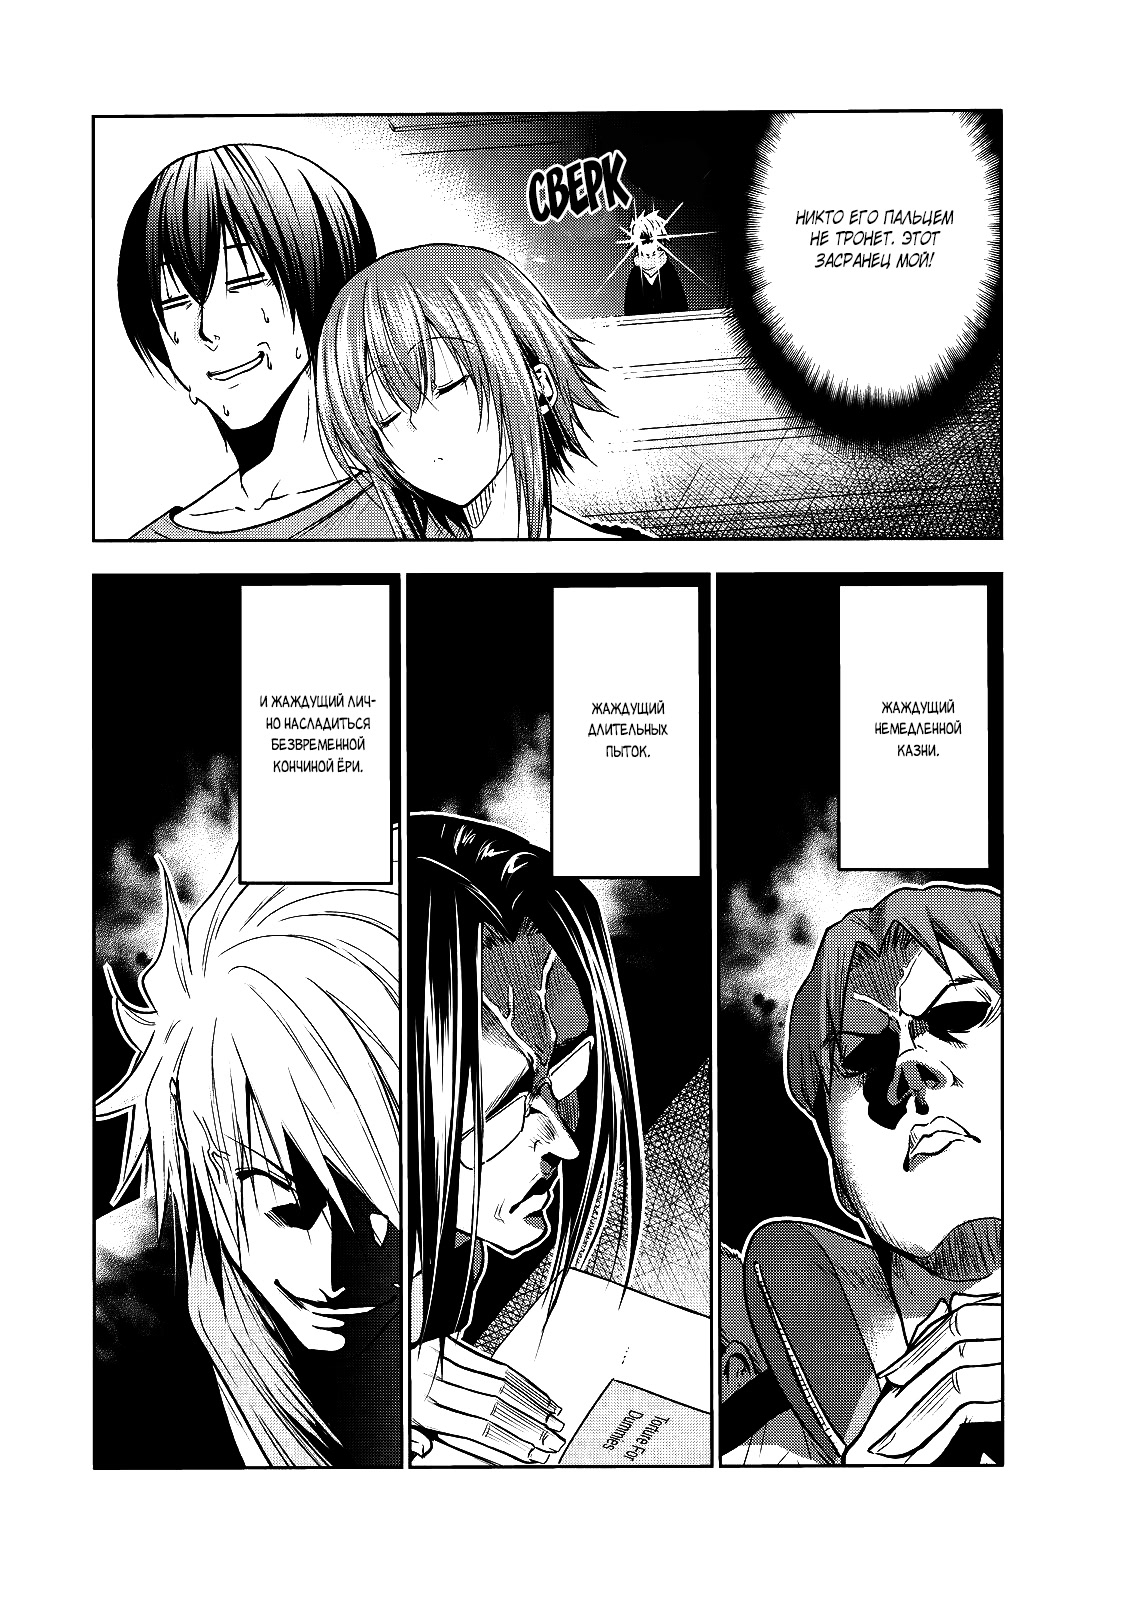 СВЕРК
НИКТО ЕГО ПАЛЬЦЕМ
НЕ ТРОНЕТ. ЭТОТ
ЗАСРАНЕЦ МОЙ!
ЖАЖДУЩИЙ
НЕМЕДЛЕННОЙ
КАЗНИ.
ЖАЖДУЩИЙ
ДЛИТЕЛЬНЫХ
ПЫТОК.
Torture For
Dummies
И ЖАЖДУЩИЙ ЛИЧ-
НО НАСЛАДИТЬСЯ
БЕЗВРЕМЕННОЙ
КОНЧИНОЙ ЁРИ.